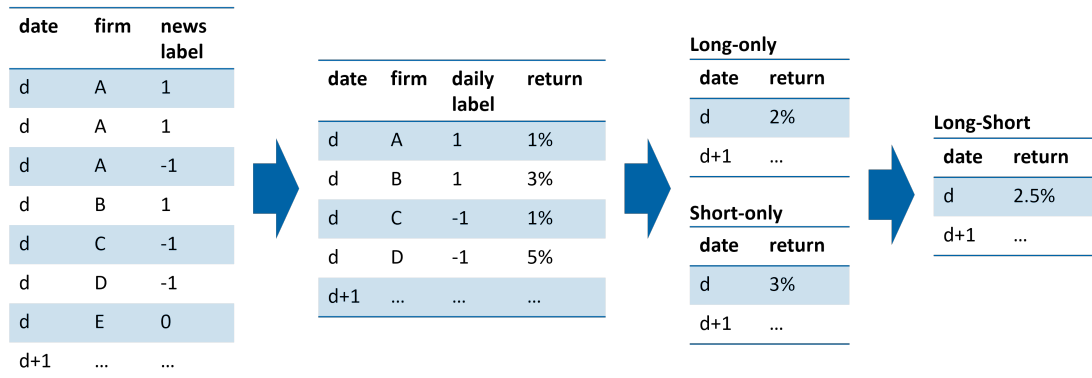 date firm news label
d A 1
d A 1
d A -1
d B 1
d C -1
d D -1
d E 0
d+1 … …
date firm daily label return
d A 1 1%
d B 1 3%
d C -1 1%
d D -1 5%
d+1 … … …
Long-only
date return
d 2%
d+1 …
Short-only
date return
d 3%
d+1 …
Long-Short
date return
d 2.5%
d+1 …